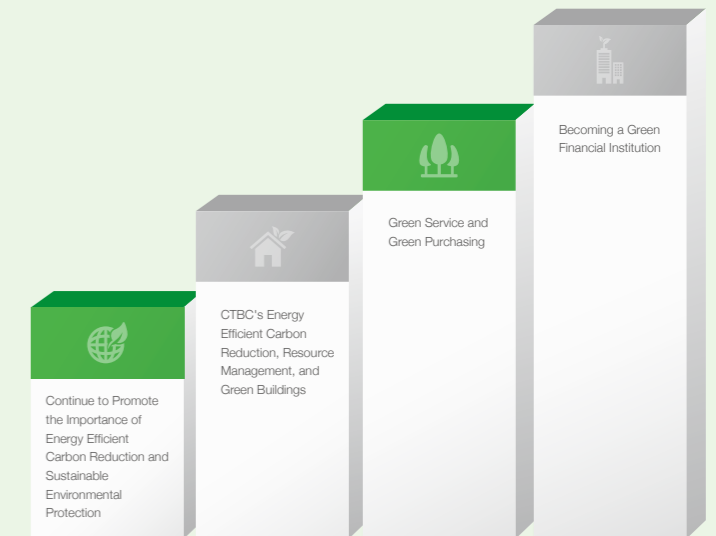 Becoming a Green
Financial Institution
Green Service and
Green Purchasing
CTBC's Energy
Efficient Carbon
Reduction, Resource
Management, and
Green Buildings
Continue to Promote
the Importance of
Energy Efficient
Carbon Reduction and
Sustainable
Environmental
Protection